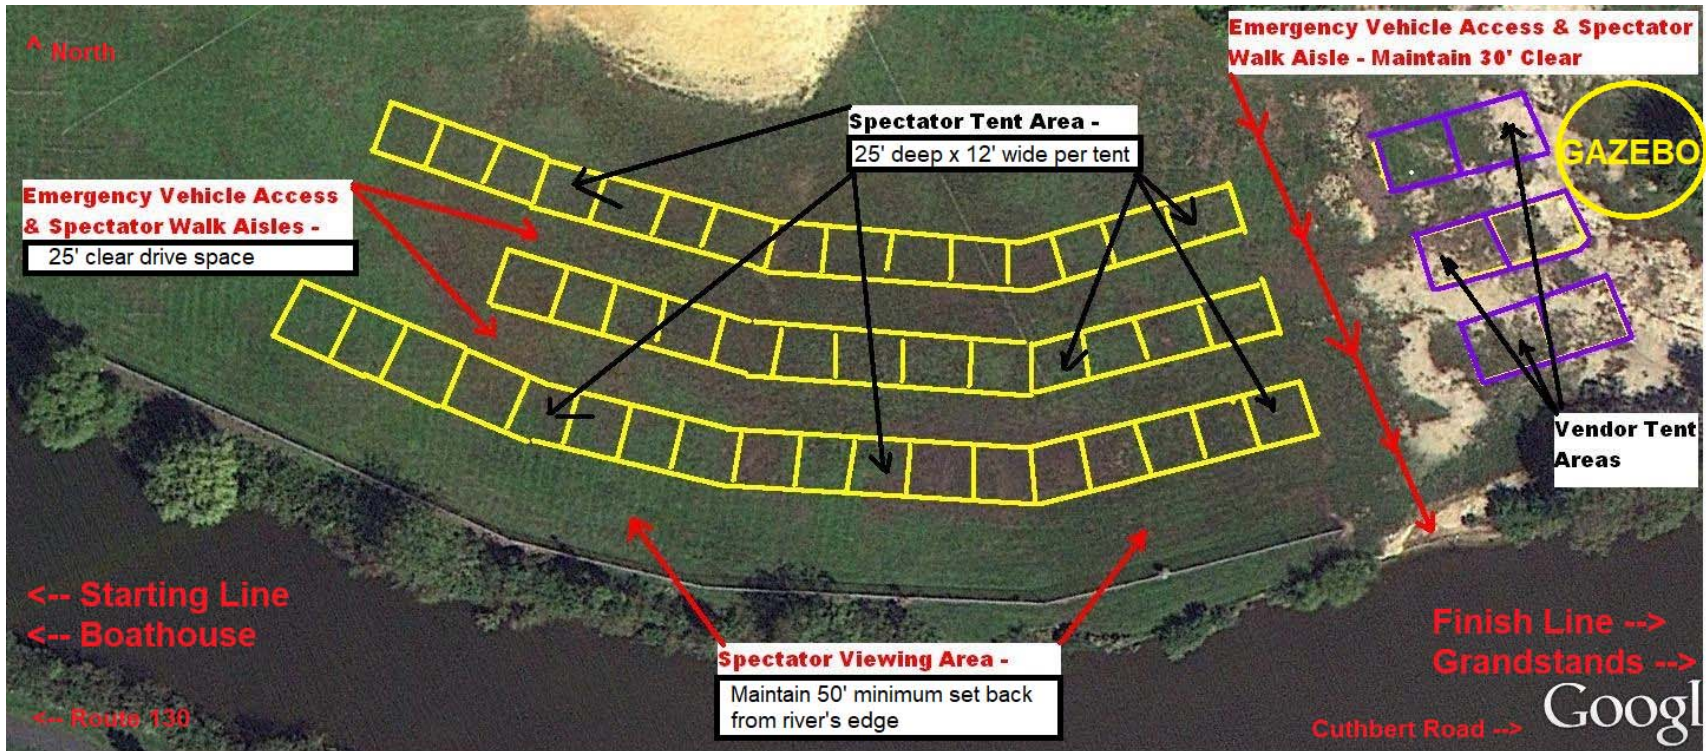 ^ North
Emergency Vehicle Access & Spectator
Walk Aisle - Maintain 30' Clear
Spectator Tent Area -
25' deep x 12' wide per tent
GAZEBO
Emergency Vehicle Access
& Spectator Walk Aisles -
25' clear drive space
Vendor Tent
Areas
<-- Starting Line
<-- Boathouse
Finish Line -->
Grandstands -->
Spectator Viewing Area -
Maintain 50' minimum set back
from river's edge
<-- Route 130
Cuthbert Road -->
Googl